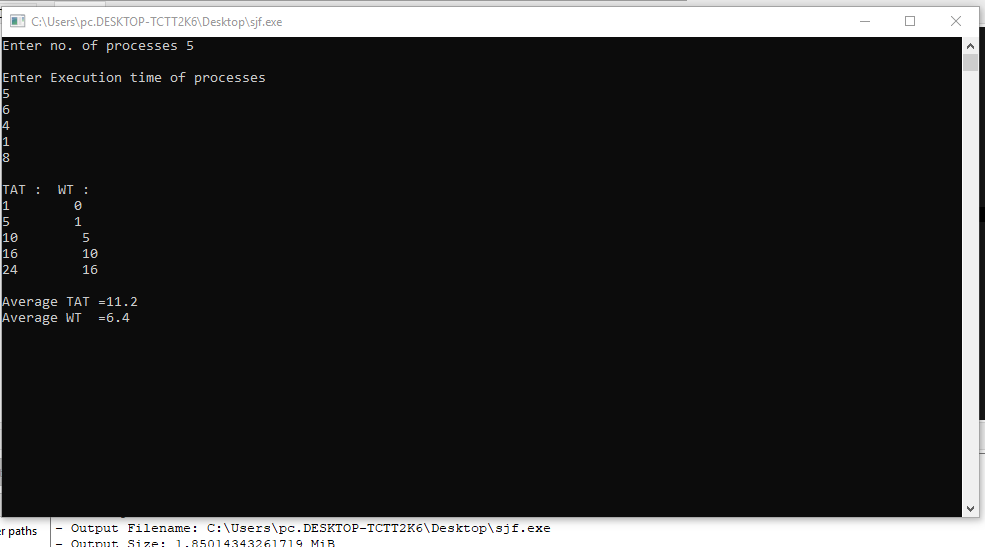 C:\Users\pc.DESKTOP-TCTT2K6\Desktop\sjf.exe
Enter no. of processes 5
Enter Execution time of processes
5
6
4
1
8
TAT :  WT :
1        0
5        1
10        5
16        10
24        16
Average TAT =11.2
Average WT  =6.4
er paths
- Output Filename: C:\Users\pc.DESKTOP-TCTT2K6\Desktop\sjf.exe
- Output Size: 1.85014343261719 MiB